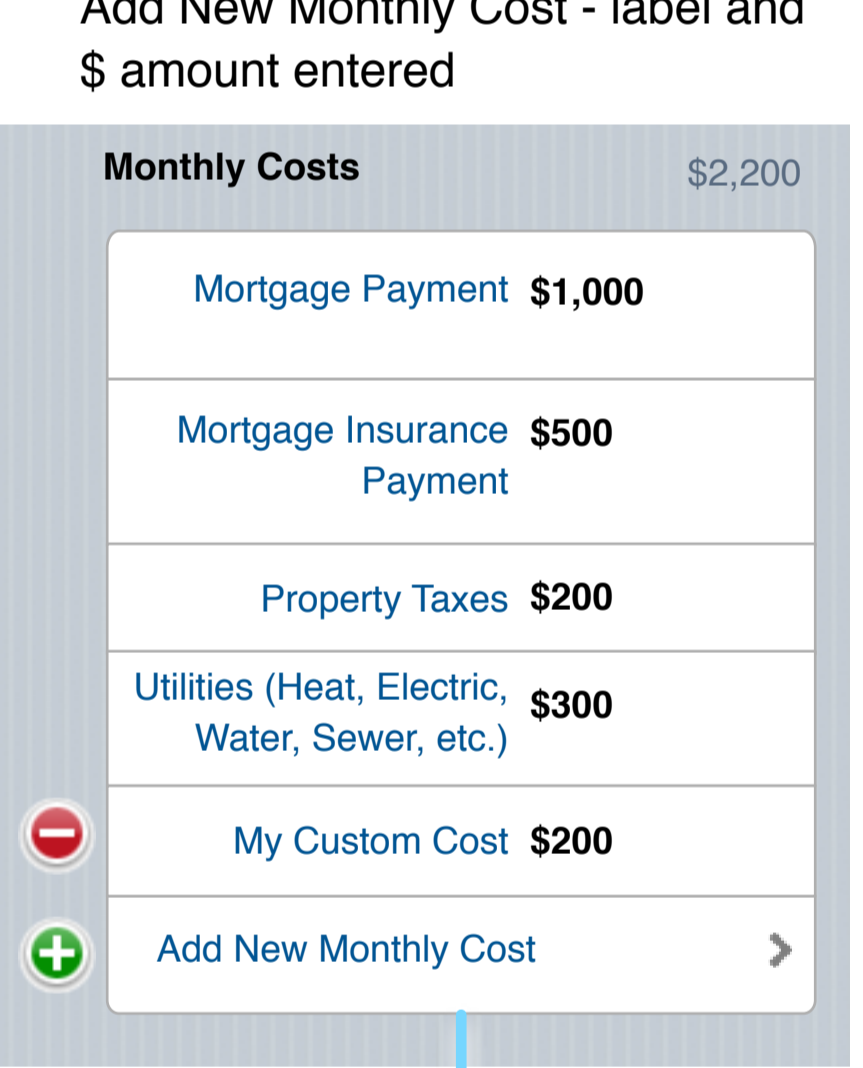 Add New Monthly Cost - label and
$ amount entered
Monthly Costs $2,200
Mortgage Payment $1,000
Mortgage Insurance $500
Payment
Property Taxes $200
Utilities (Heat, Electric, $300
Water, Sewer, etc.)
My Custom Cost $200
Add New Monthly Cost